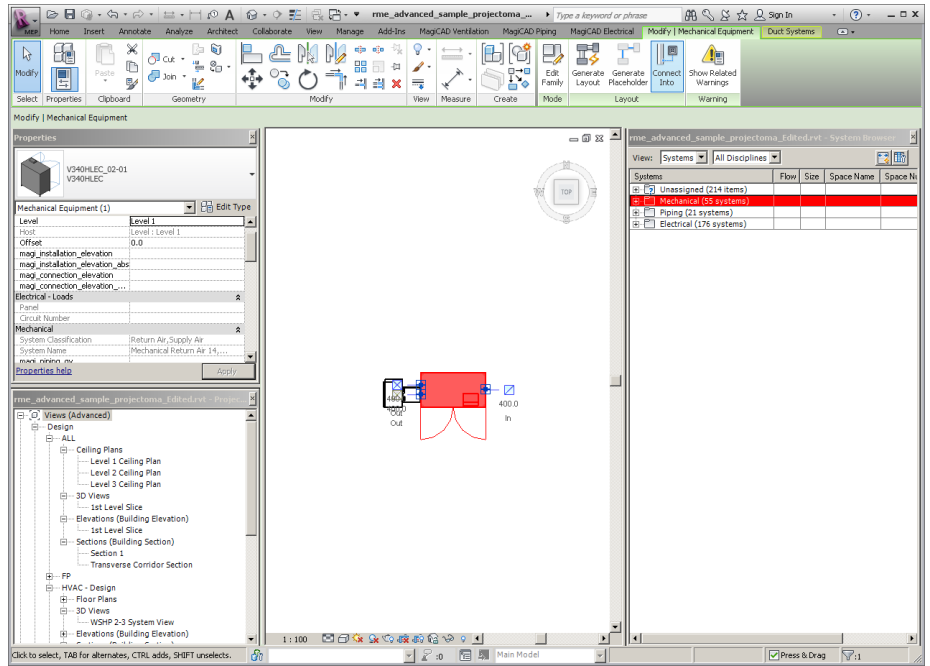 rme_advanced_sample_projectoma_...
Type a keyword or phrase
Sign In
MEP
Home Insert Annotate Analyze Architect Collaborate View Manage Add-Ins MagiCAD Ventilation MagiCAD Piping MagiCAD Electrical Modify | Mechanical Equipment Duct Systems
Modify
Paste
Cut
Join
Edit Family
Generate Layout
Generate Placeholder
Connect Into
Show Related Warnings
Select Properties Clipboard Geometry Modify View Measure Create Mode Layout Warning
Modify | Mechanical Equipment
Properties
V340HLEC_02-01
V340HLEC
Mechanical Equipment (1)
Edit Type
Level Level 1
Host Level : Level 1
Offset 0.0
magi_installation_elevation
magi_installation_elevation_abs
magi_connection_elevation
magi_connection_elevation_...
Electrical - Loads
Panel
Circuit Number
Mechanical
System Classification Return Air,Supply Air
System Name Mechanical Return Air 14,...
magi_piping_qv
Properties help
Apply
rme_advanced_sample_projectoma_Edited.rvt - Projec...
Views (Advanced)
Design
ALL
Ceiling Plans
Level 1 Ceiling Plan
Level 2 Ceiling Plan
Level 3 Ceiling Plan
3D Views
1st Level Slice
Elevations (Building Elevation)
1st Level Slice
Sections (Building Section)
Section 1
Transverse Corridor Section
FP
HVAC - Design
Floor Plans
3D Views
WSHP 2-3 System View
Elevations (Building Elevation)
TOP
400.0
Out
Out
400.0
In
1 : 100
rme_advanced_sample_projectoma_Edited.rvt - System Browser
View: Systems All Disciplines
Systems Flow Size Space Name Space Nu
Unassigned (214 items)
Mechanical (55 systems)
Piping (21 systems)
Electrical (176 systems)
Click to select, TAB for alternates, CTRL adds, SHIFT unselects.
:0
Main Model
Press & Drag
:1